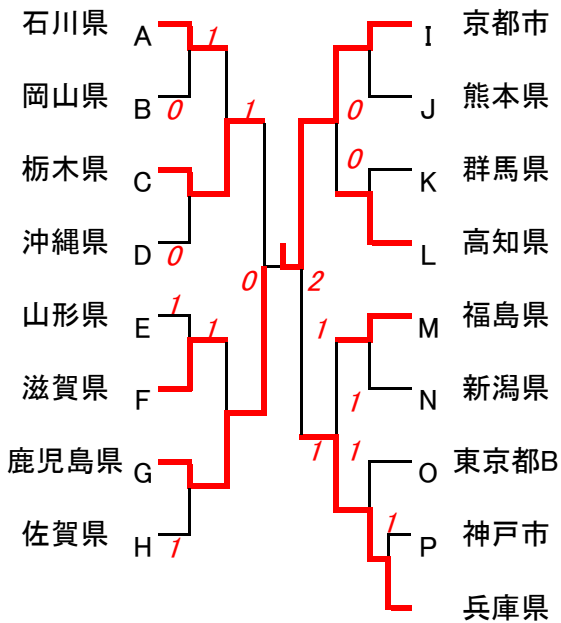 石川県 A 1
岡山県 B 0
栃木県 C 1
沖縄県 D 0
山形県 E 1
滋賀県 F 1
鹿児島県 G 0
佐賀県 H 1
I 京都市
0 J 熊本県
0 K 群馬県
L 高知県
2
1 M 福島県
1 N 新潟県
1 1 O 東京都B
1 P 神戸市
兵庫県